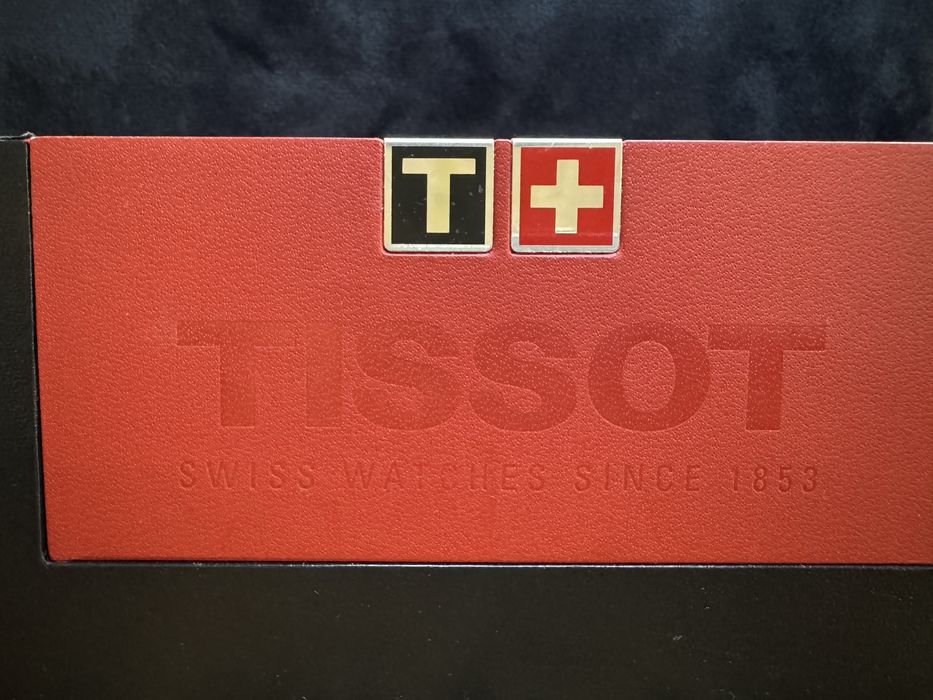 T
TISSOT
SWISS WATCHES SINCE 1853